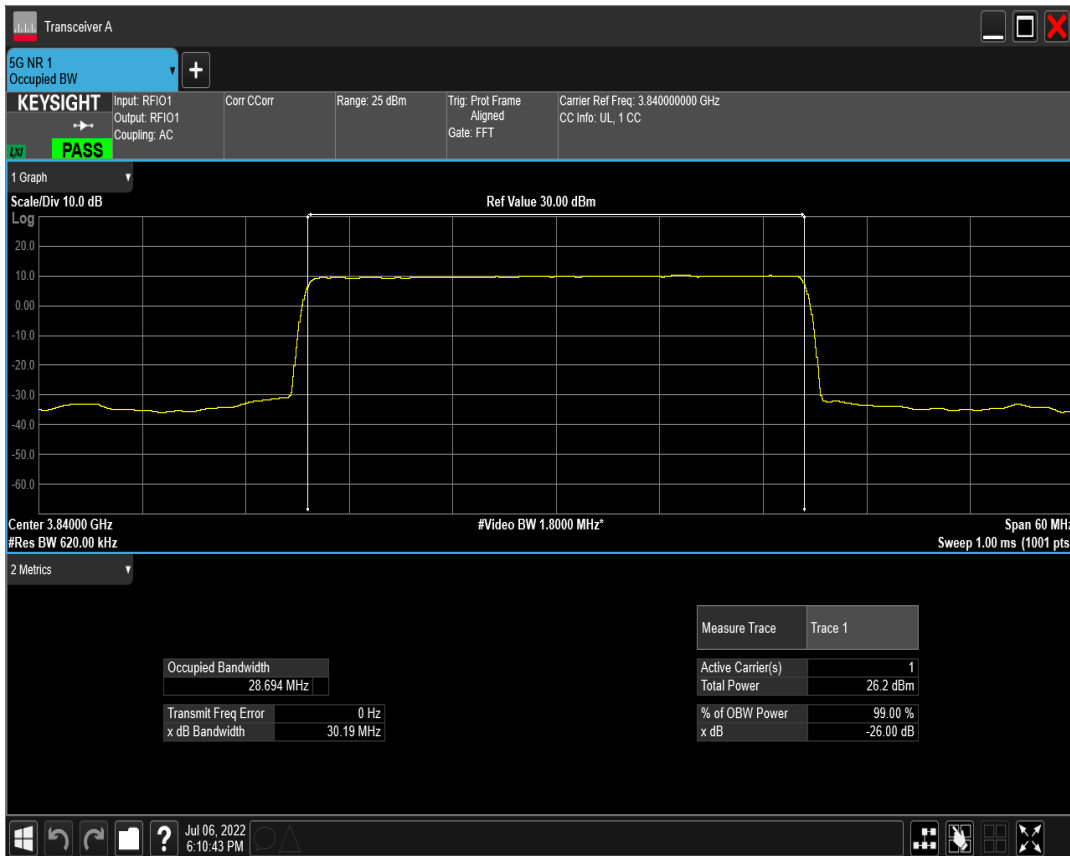 Transceiver A
5G NR 1
Occupied BW
KEYSIGHT
LXI
PASS
Input: RFIO1
Output: RFIO1
Coupling: AC
Corr CCorr
Range: 25 dBm
Trig: Prot Frame
Aligned
Gate: FFT
Carrier Ref Freq: 3.840000000 GHz
CC Info: UL, 1 CC
1 Graph
Scale/Div 10.0 dB
Ref Value 30.00 dBm
Log
20.0
10.0
0.00
-10.0
-20.0
-30.0
-40.0
-50.0
-60.0
Center 3.84000 GHz
#Video BW 1.8000 MHz*
Span 60 MHz
#Res BW 620.00 kHz
Sweep 1.00 ms (1001 pts
2 Metrics
Measure Trace Trace 1
Occupied Bandwidth
28.694 MHz
Active Carrier(s) 1
Total Power 26.2 dBm
Transmit Freq Error 0 Hz
x dB Bandwidth 30.19 MHz
% of OBW Power 99.00 %
x dB -26.00 dB
?
Jul 06, 2022
6:10:43 PM